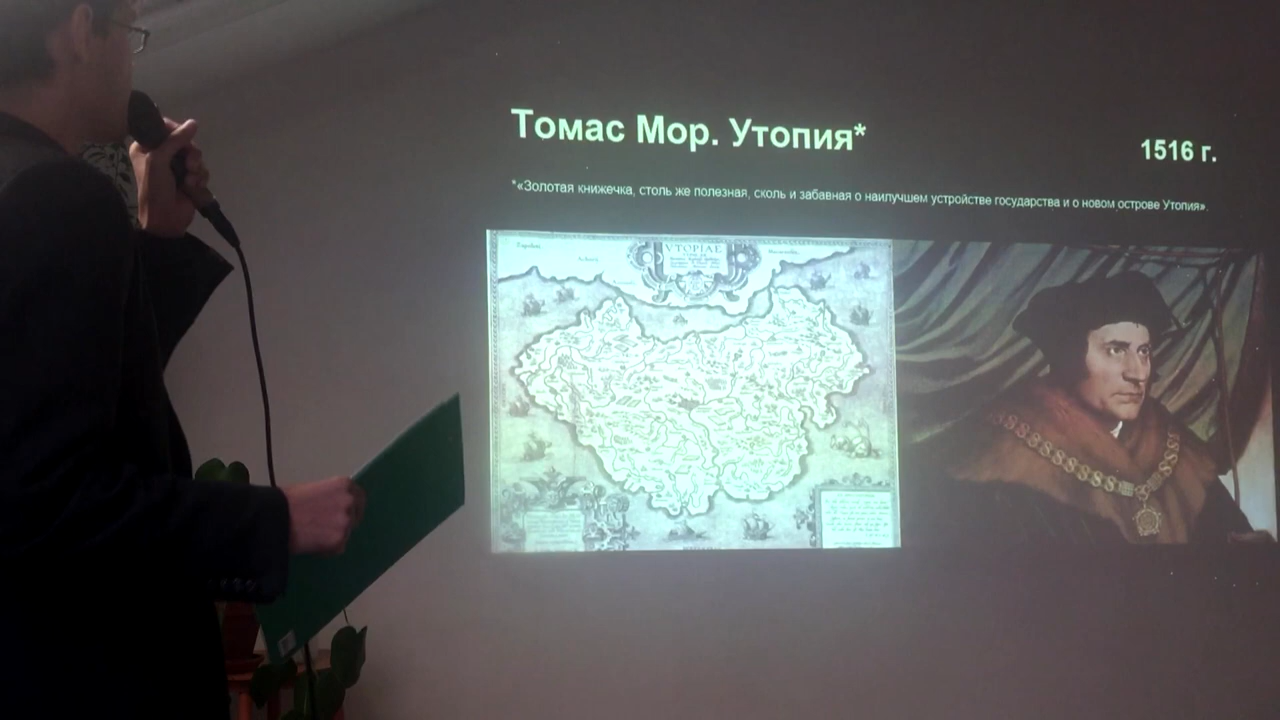 Томас Мор. Утопия*
1516 г.
*«Золотая книжечка, столь же полезная, сколь и забавная о наилучшем устройстве государства и о новом острове Утопия».
VTOPIAE